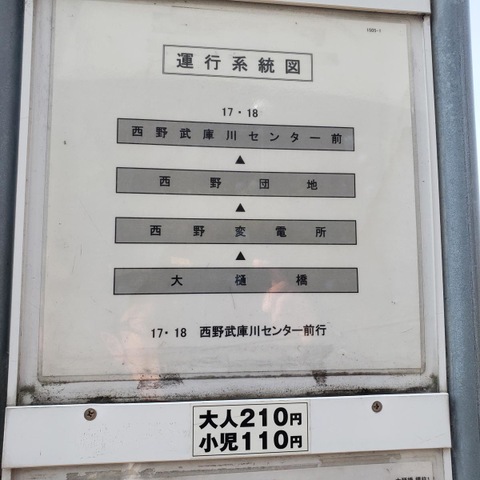 1505-1
運行系統図
17・18
西野武庫川センター前
▲
西野団地
▲
西野変電所
▲
大樋橋
17・18 西野武庫川センター前行
大人210円
小児110円